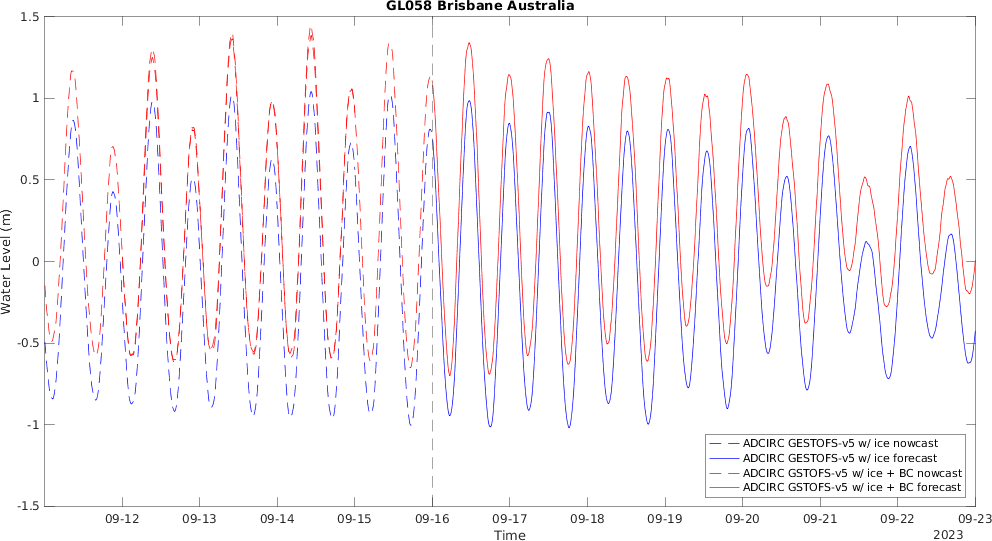 GL058 Brisbane Australia
1.5
1
0.5
0
-0.5
-1
-1.5
Water Level (m)
ADCIRC GESTOFS-v5 w/ ice nowcast
ADCIRC GESTOFS-v5 w/ ice forecast
ADCIRC GSTOFS-v5 w/ ice + BC nowcast
ADCIRC GSTOFS-v5 w/ ice + BC forecast
09-12 09-13 09-14 09-15 09-16 09-17 09-18 09-19 09-20 09-21 09-22 09-23
Time
2023